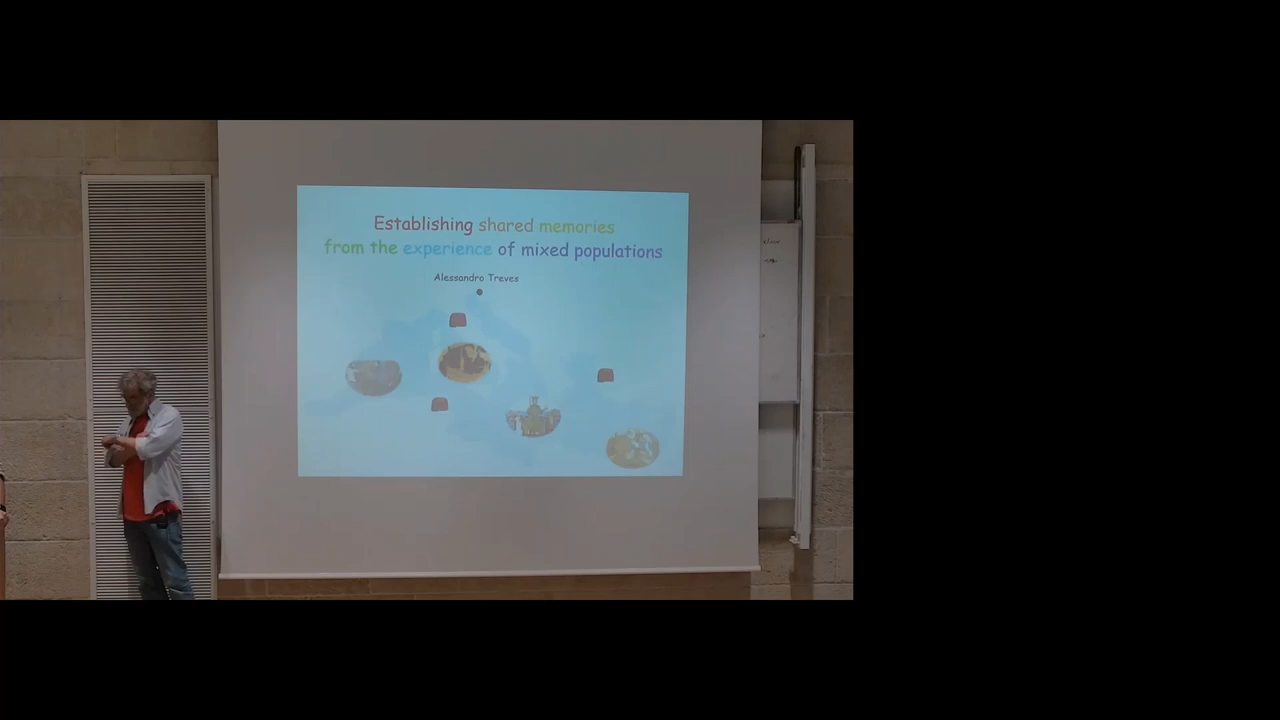 Establishing shared memories
from the experience of mixed populations
Alessandro Treves